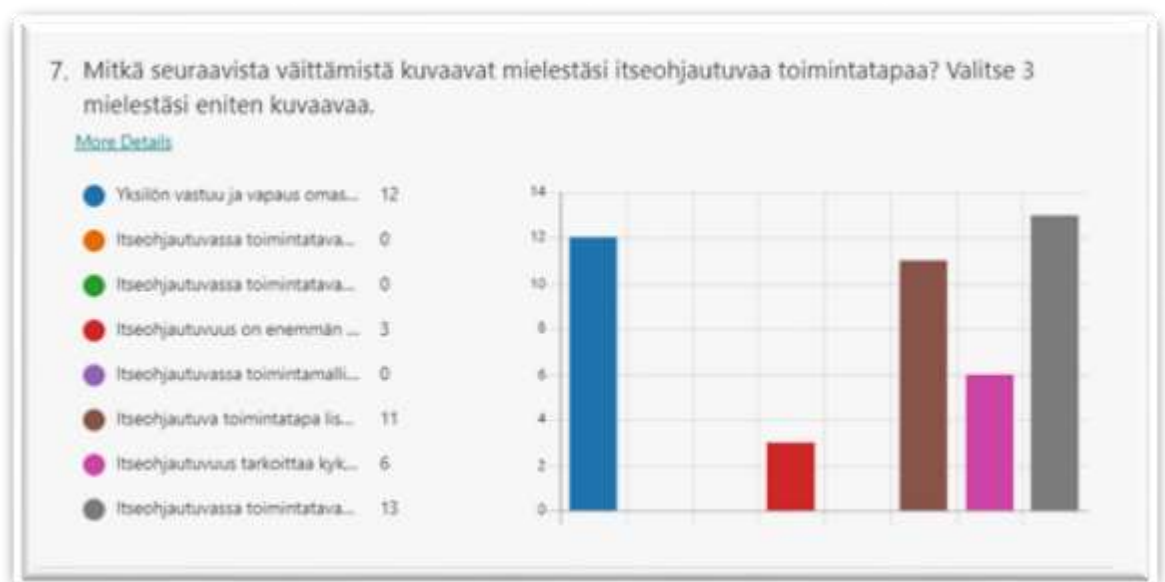 7. Mitkä seuraavista väittämistä kuvaavat mielestäsi itseohjautuvaa toimintatapaa? Valitse 3
mielestäsi eniten kuvaavaa.
More Details
Yksilön vastuu ja vapaus omas... 12
Itseohjautuvassa toimintatava... 0
Itseohjautuvassa toimintatava... 0
Itseohjautuvuus on enemmän ... 3
Itseohjautuvassa toimintamalli... 0
Itseohjautuva toimintatapa lis... 11
Itseohjautuvuus tarkoittaa kyk... 6
Itseohjautuvassa toimintatava... 13
14
12
10
8
6
4
2
0